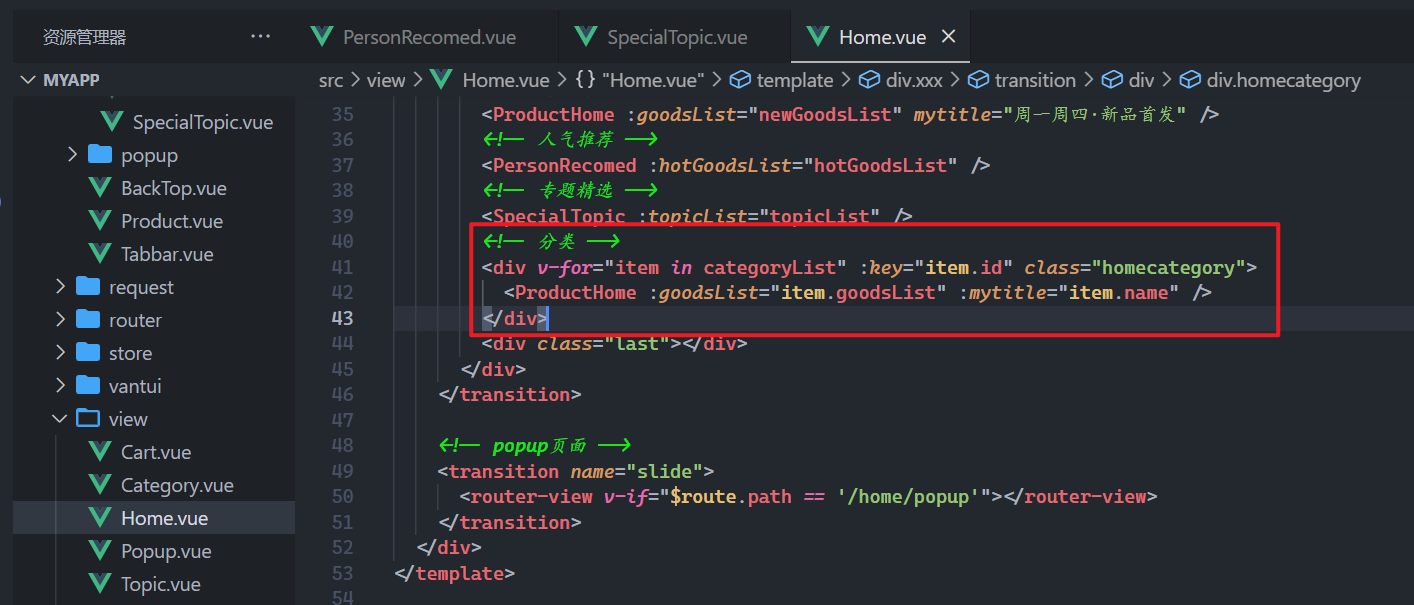 资源管理器 ···
PersonRecomed.vue SpecialTopic.vue Home.vue ×
MYAPP
src > view > Home.vue > {} "Home.vue" > template > div.xxx > transition > div > div.homecategory
SpecialTopic.vue
popup
BackTop.vue
Product.vue
Tabbar.vue
request
router
store
vantui
view
Cart.vue
Category.vue
Home.vue
Popup.vue
Topic.vue
35 <ProductHome :goodsList="newGoodsList" mytitle="周一周四·新品首发" />
36 <!-- 人气推荐 -->
37 <PersonRecomed :hotGoodsList="hotGoodsList" />
38 <!-- 专题精选 -->
39 <SpecialTopic :topicList="topicList" />
40 <!-- 分类 -->
41 <div v-for="item in categoryList" :key="item.id" class="homecategory">
42 <ProductHome :goodsList="item.goodsList" :mytitle="item.name" />
43 </div>
44 <div class="last"></div>
45 </div>
46 </transition>
47
48 <!-- popup页面 -->
49 <transition name="slide">
50 <router-view v-if="$route.path == '/home/popup'"></router-view>
51 </transition>
52 </div>
53 </template>
54